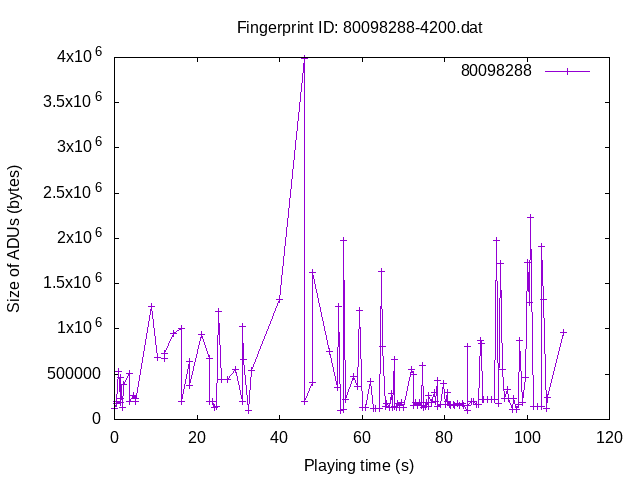 Fingerprint ID: 80098288-4200.dat
80098288
4x10^6
3.5x10^6
3x10^6
2.5x10^6
2x10^6
1.5x10^6
1x10^6
500000
0
Size of ADUs (bytes)
0 20 40 60 80 100 120
Playing time (s)